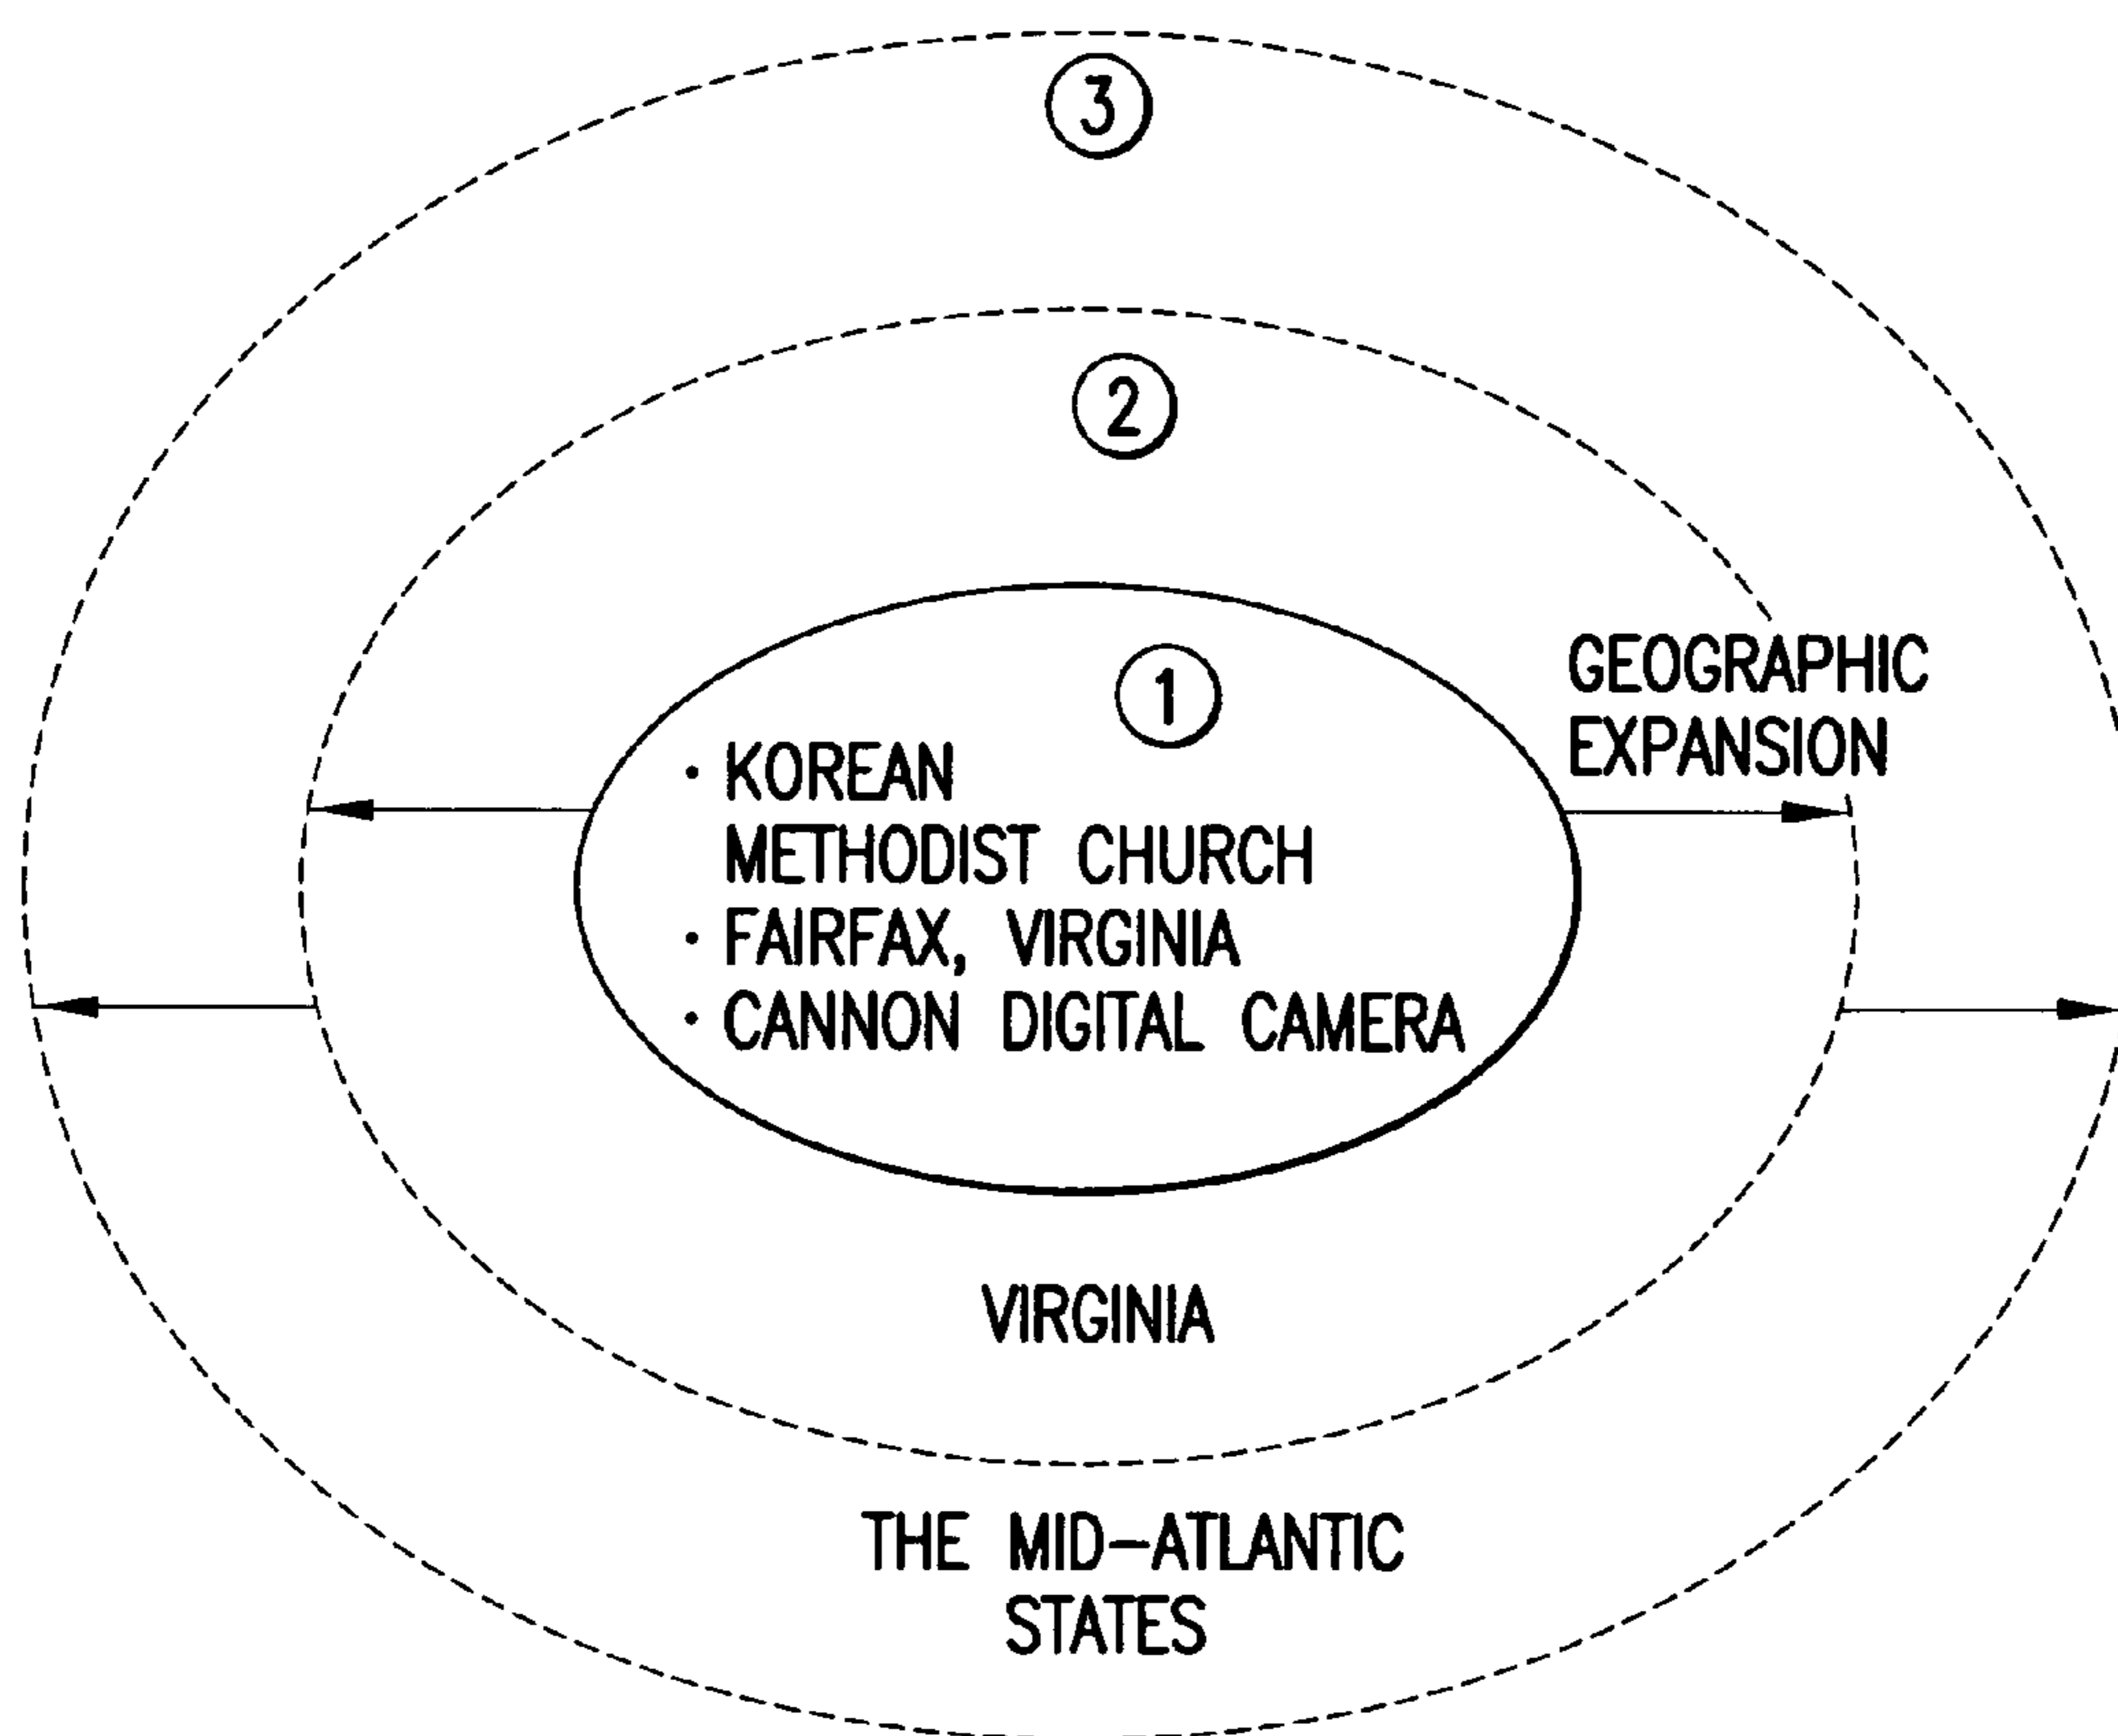 3
2
1
GEOGRAPHIC
EXPANSION
· KOREAN
METHODIST CHURCH
· FAIRFAX, VIRGINIA
· CANNON DIGITAL CAMERA
VIRGINIA
THE MID-ATLANTIC
STATES